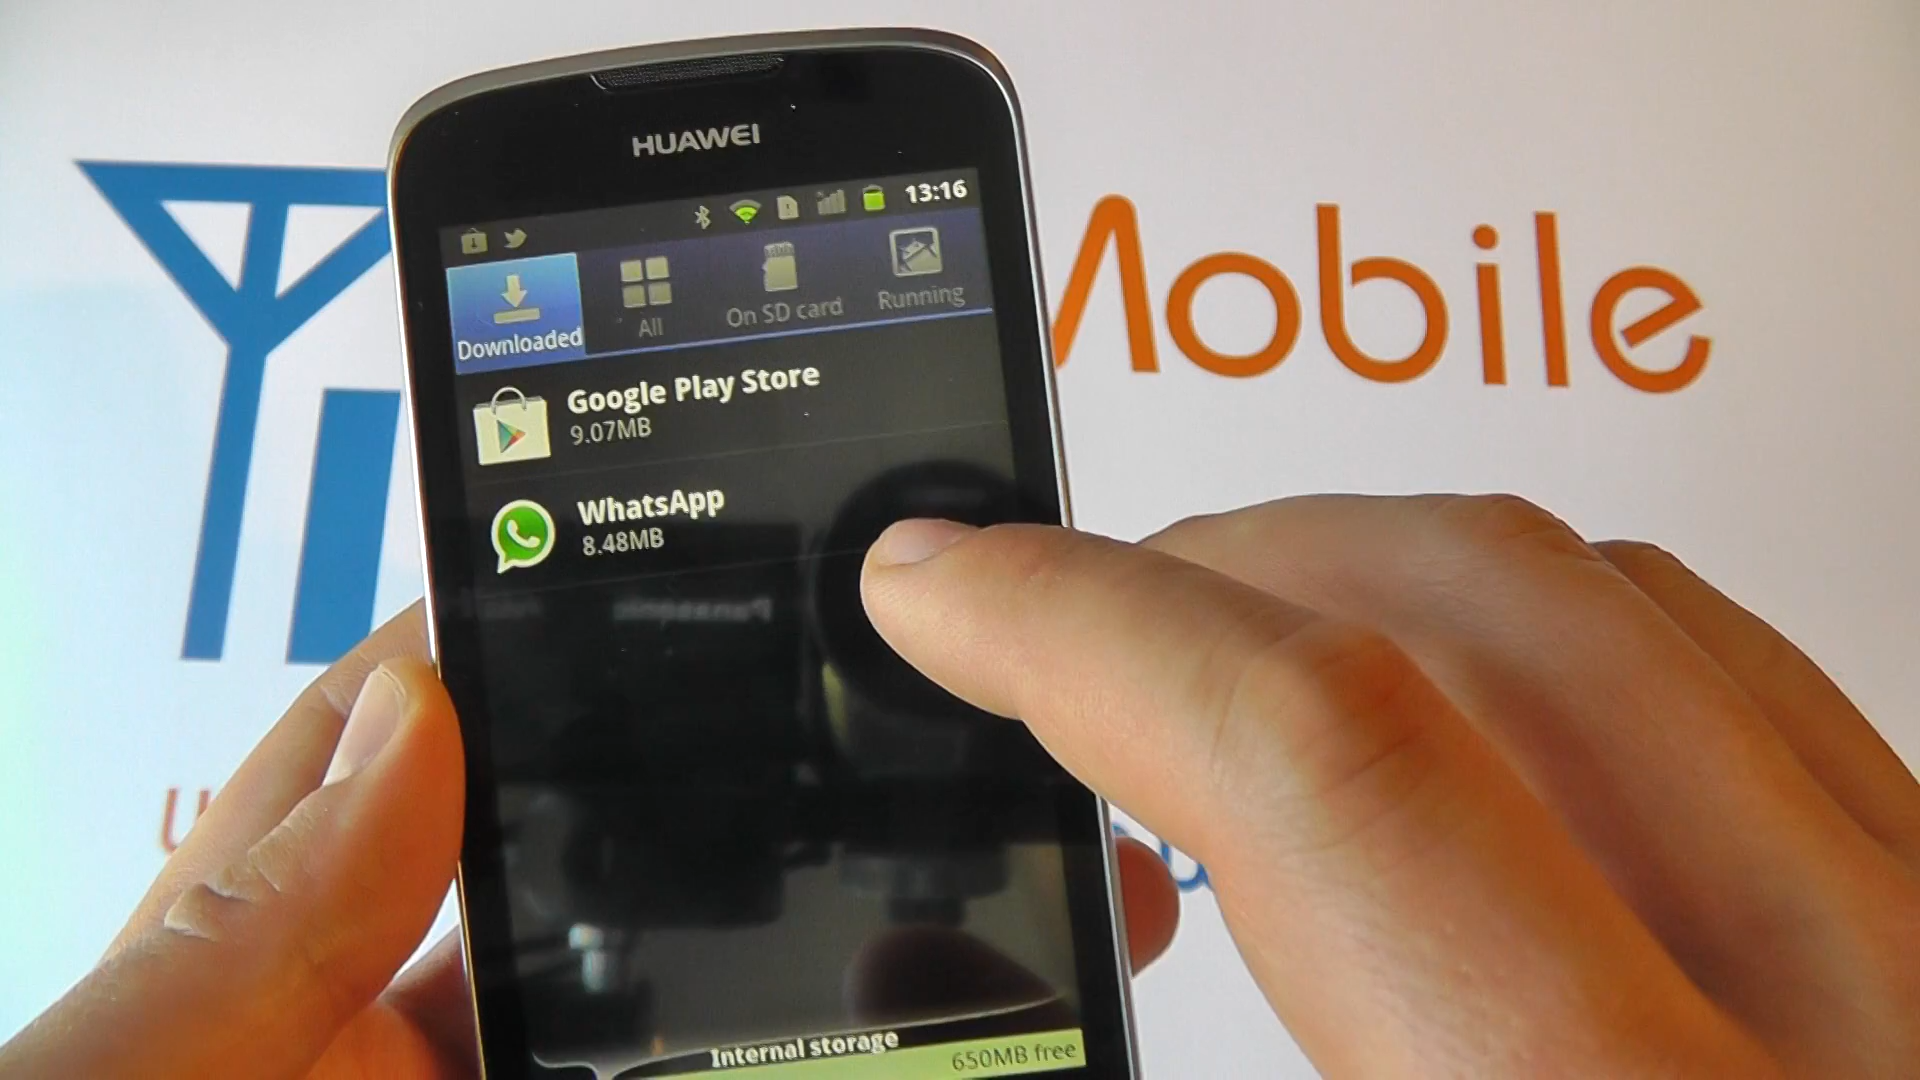 HUAWEI
13:16
Downloaded
All
On SD card
Running
Google Play Store
9.07MB
WhatsApp
8.48MB
Panasonic
Internal storage
650MB free
Mobile